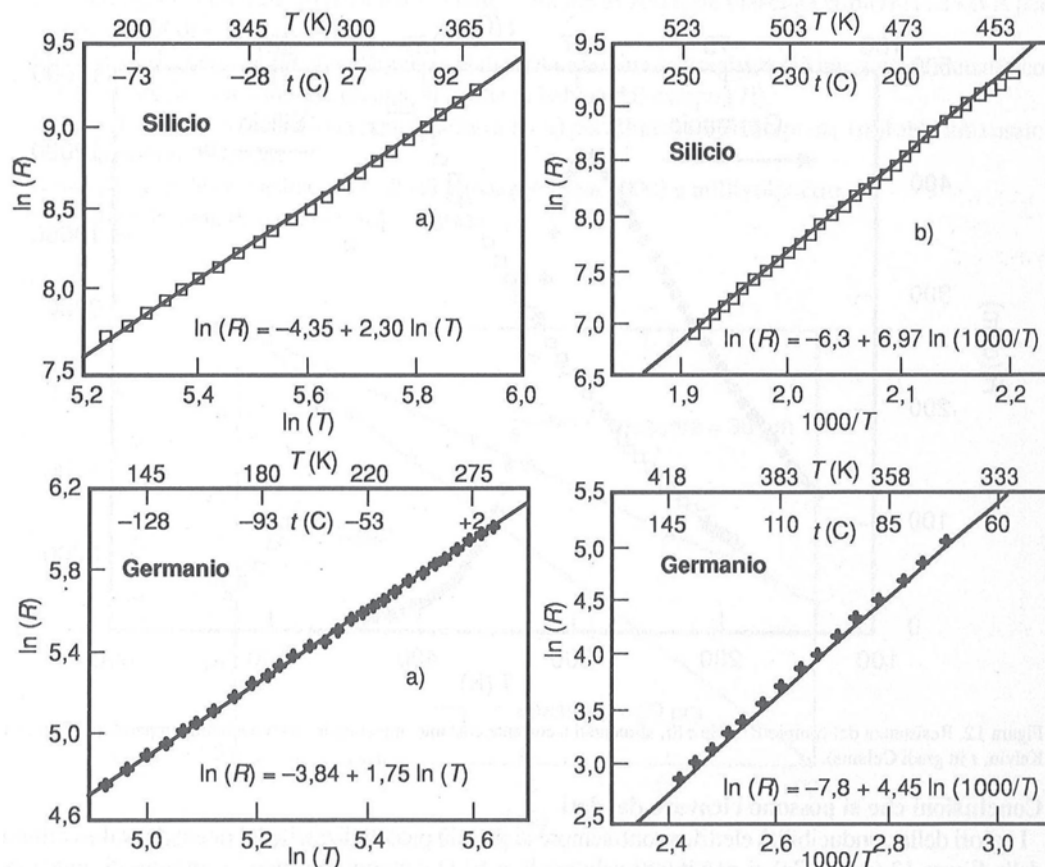 T (K)
200 345 300 365
–73 –28 27 92
t (C)
Silicio
a)
ln (R) = –4,35 + 2,30 ln (T)
9,5
9,0
8,5
8,0
7,5
ln (R)
5,2 5,4 5,6 5,8 6,0
ln (T)
T (K)
523 503 473 453
250 230 200
t (C)
Silicio
b)
ln (R) = –6,3 + 6,97 ln (1000/T)
9,5
9,0
8,5
8,0
7,5
7,0
6,5
ln (R)
1,9 2,0 2,1 2,2
1000/T
T (K)
145 180 220 275
–128 –93 t (C) –53 +2
Germanio
a)
ln (R) = –3,84 + 1,75 ln (T)
6,2
5,8
5,4
5,0
4,6
ln (R)
5,0 5,2 5,4 5,6
ln (T)
T (K)
418 383 358 333
145 110 85 60
t (C)
Germanio
ln (R) = –7,8 + 4,45 ln (1000/T)
5,5
5,0
4,5
4,0
3,5
3,0
2,5
ln (R)
2,4 2,6 2,8 3,0
1000/T